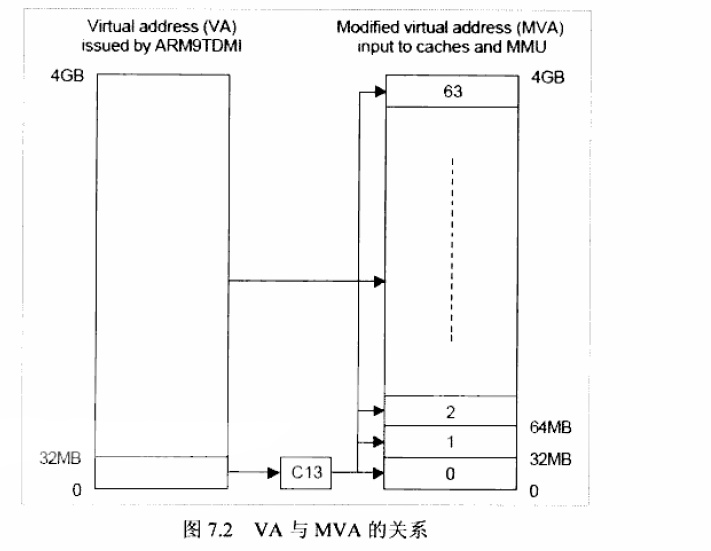 Virtual address (VA)
issued by ARM9TDMI
Modified virtual address (MVA)
input to caches and MMU
4GB
4GB
63
2
64MB
1
32MB
32MB
C13
0
0
0
图 7.2 VA 与 MVA 的关系